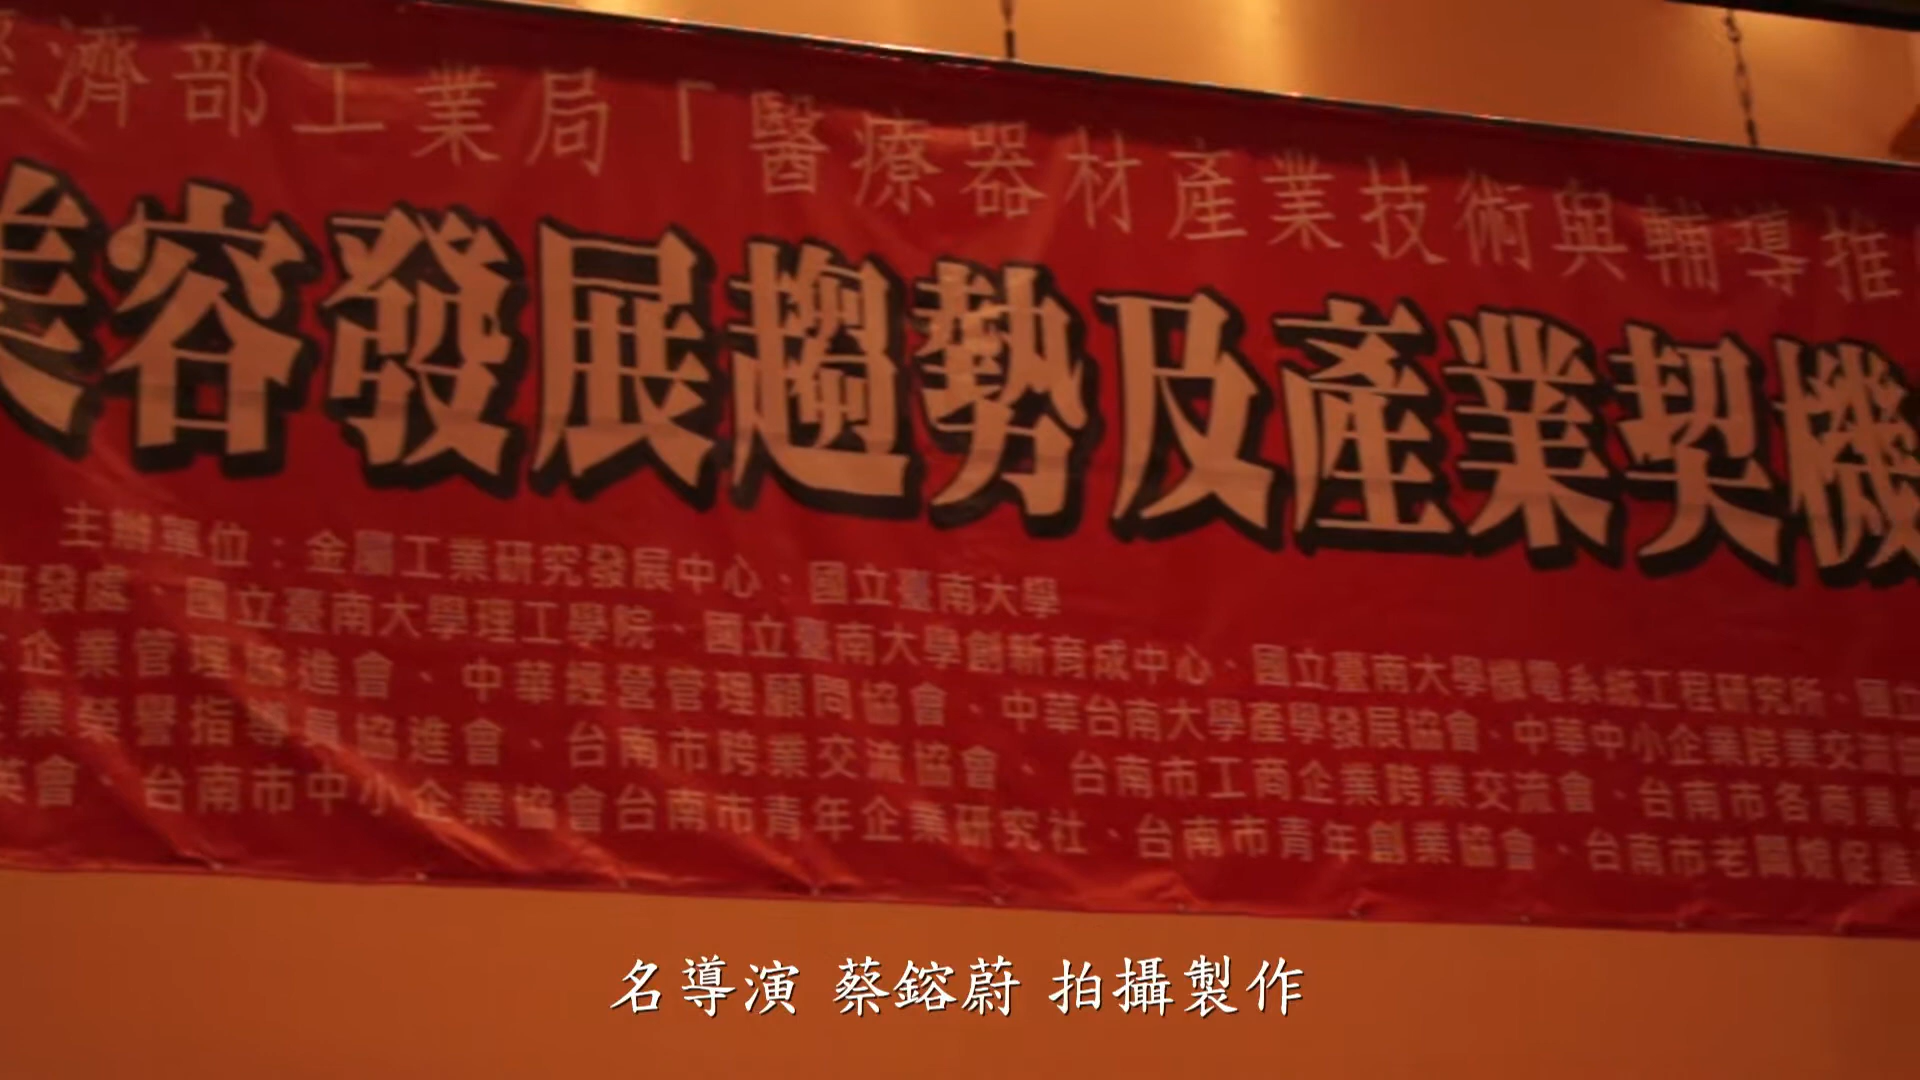 經濟部工業局「醫療器材產業技術與輔導推
美容發展趨勢及產業契機
主辦單位：金屬工業研究發展中心、國立臺南大學
研發處、國立臺南大學理工學院、國立臺南大學創新育成中心、國立臺南大學機電系統工程研究所、國立
企業管理協進會、中華經營管理顧問協會、中華台南大學產學發展協會、中華中小企業跨業交流協
企業榮譽指導員協進會、台南市跨業交流協會、台南市工商企業跨業交流會、台南市各商業
英會、台南市中小企業協會台南市青年企業研究社、台南市青年創業協會、台南市老闆娘促進
名導演 蔡鎔蔚 拍攝製作